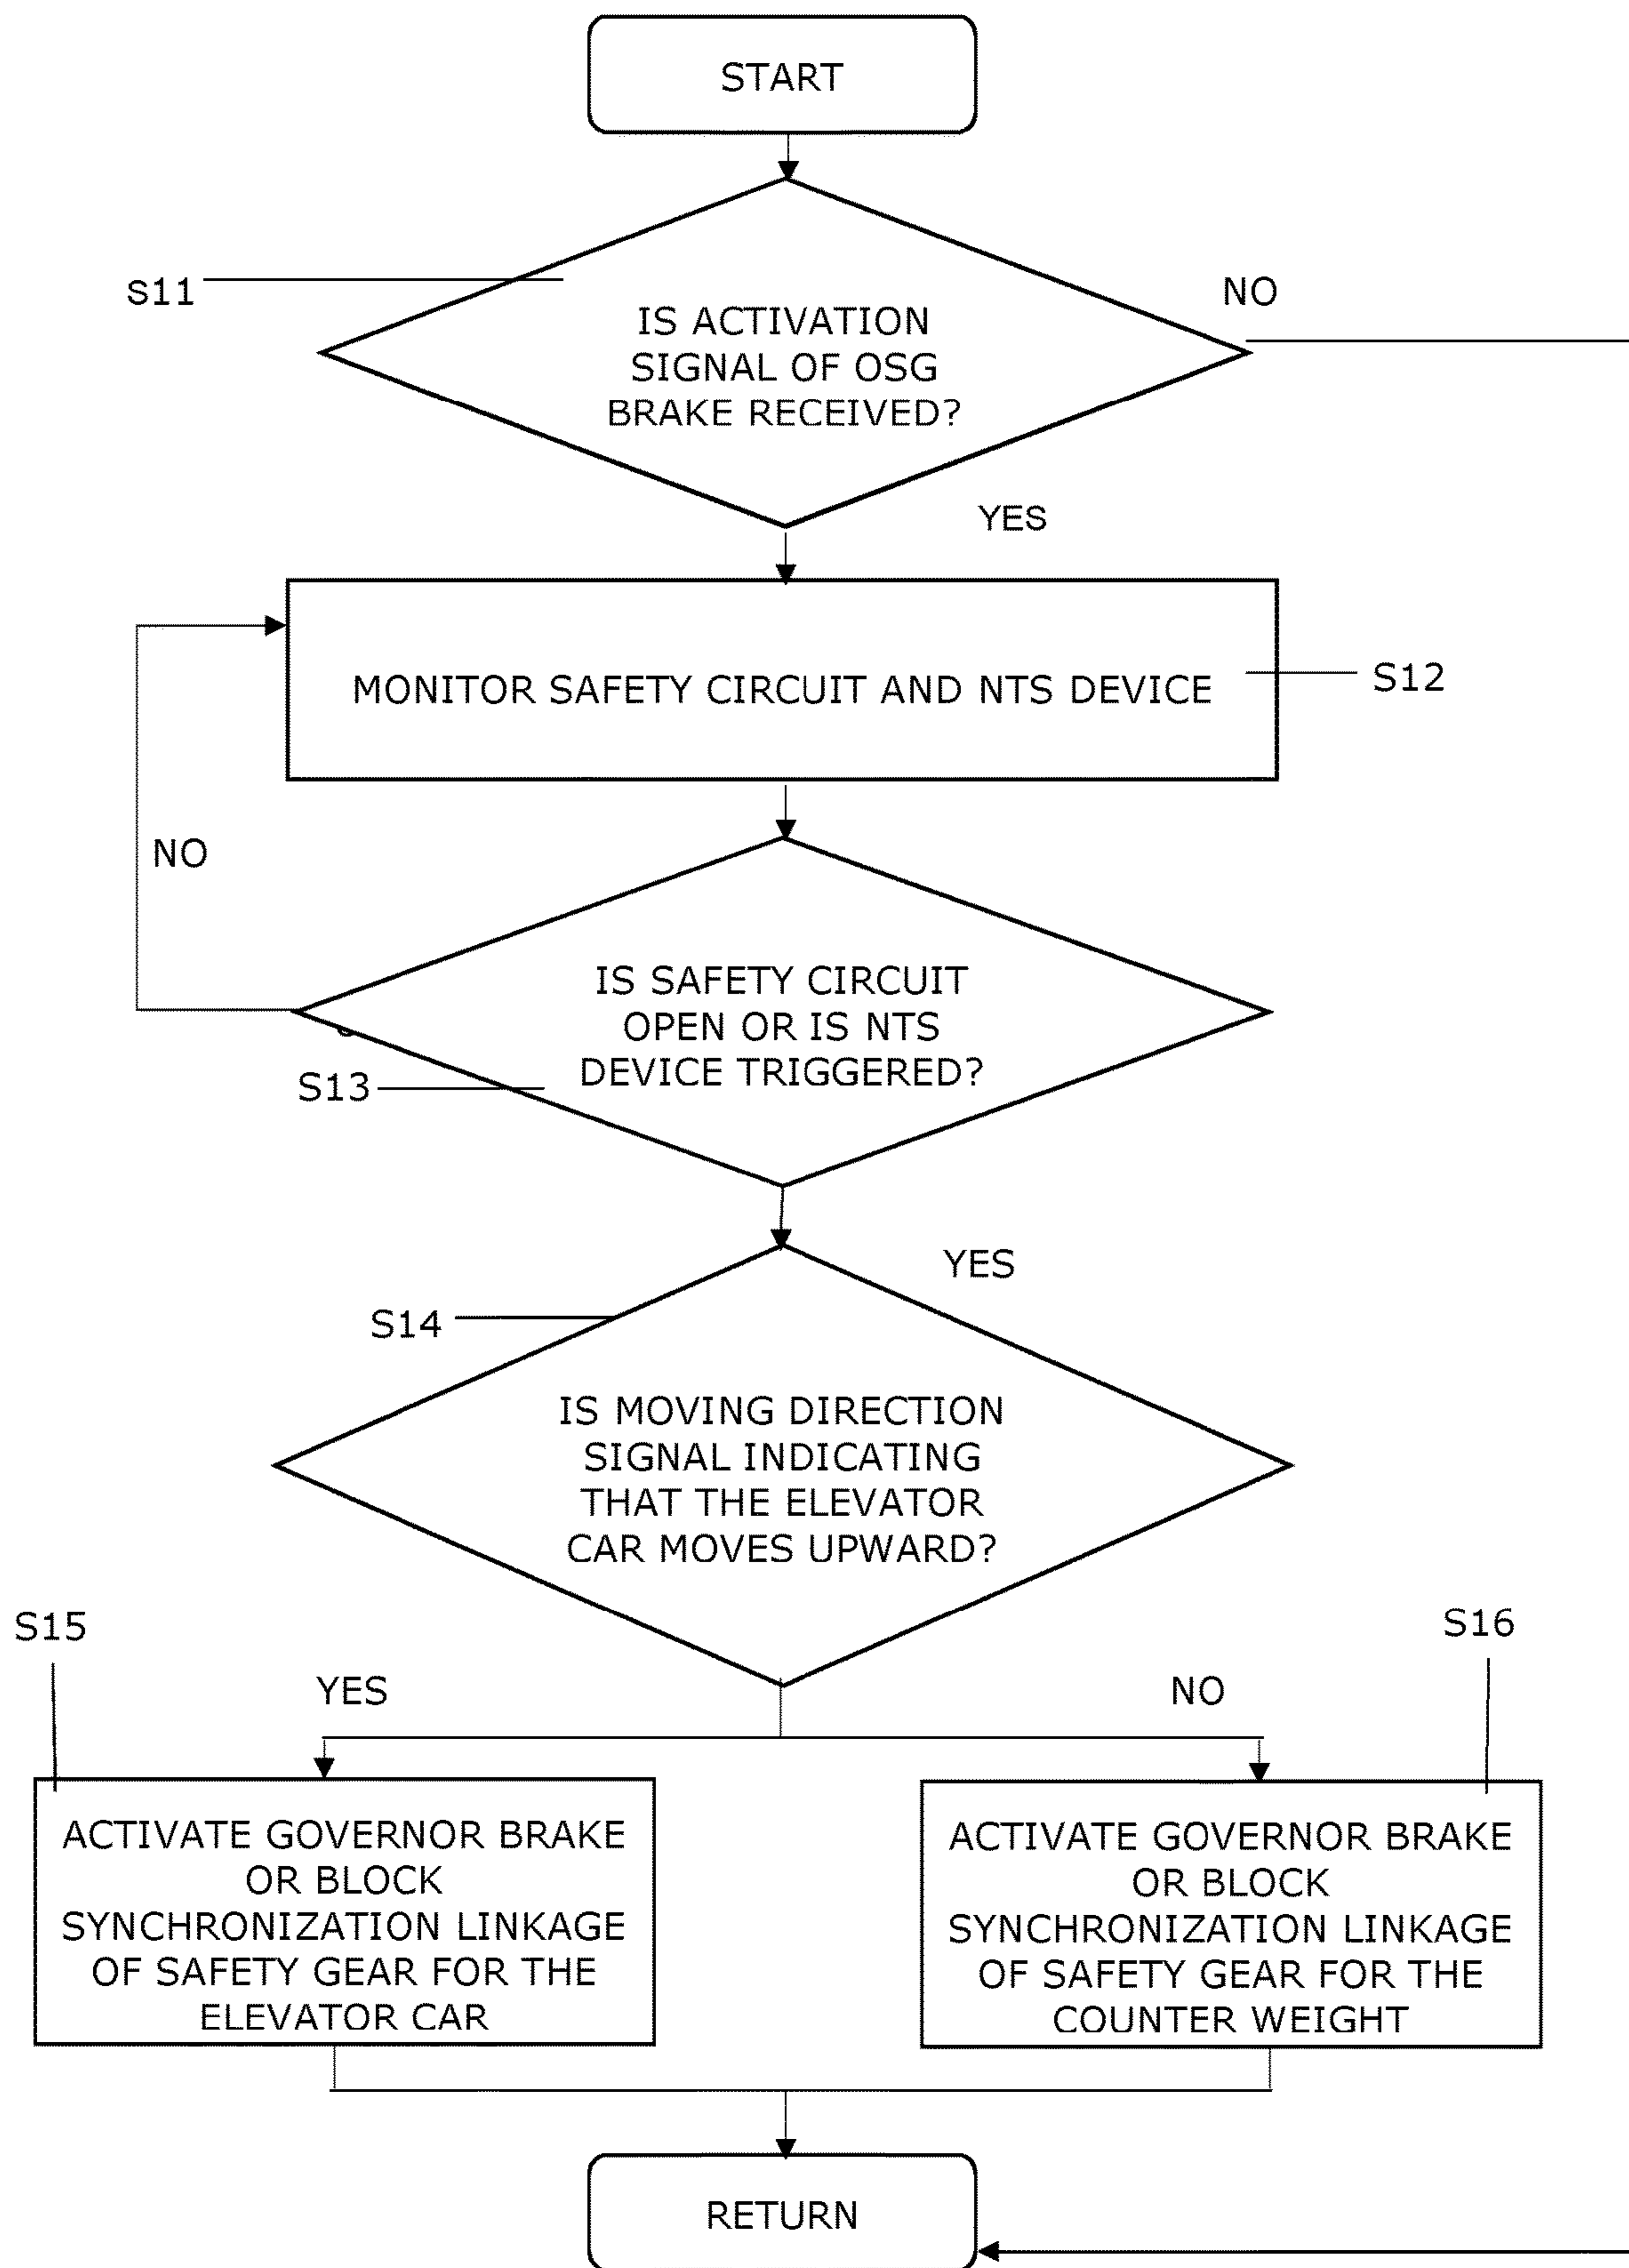 START
S11
NO
IS ACTIVATION
SIGNAL OF OSG
BRAKE RECEIVED?
YES
MONITOR SAFETY CIRCUIT AND NTS DEVICE
S12
NO
IS SAFETY CIRCUIT
OPEN OR IS NTS
DEVICE TRIGGERED?
S13
YES
S14
IS MOVING DIRECTION
SIGNAL INDICATING
THAT THE ELEVATOR
CAR MOVES UPWARD?
S15
S16
YES
NO
ACTIVATE GOVERNOR BRAKE
OR BLOCK
SYNCHRONIZATION LINKAGE
OF SAFETY GEAR FOR THE
ELEVATOR CAR
ACTIVATE GOVERNOR BRAKE
OR BLOCK
SYNCHRONIZATION LINKAGE
OF SAFETY GEAR FOR THE
COUNTER WEIGHT
RETURN